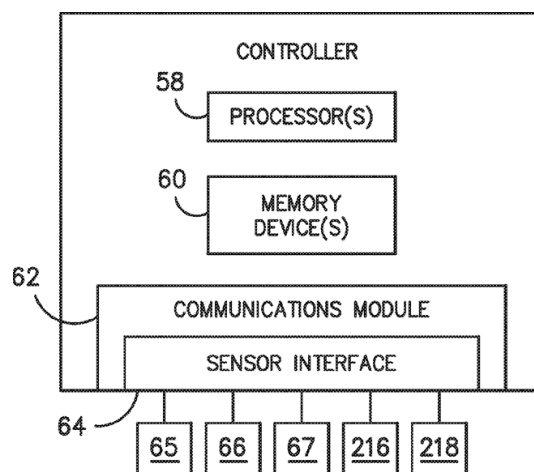 CONTROLLER
58
PROCESSOR(S)
60
MEMORY
DEVICE(S)
62
COMMUNICATIONS MODULE
SENSOR INTERFACE
64
65 66 67 216 218